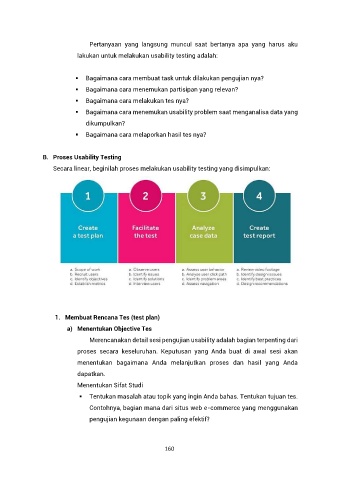 Pertanyaan yang langsung muncul saat bertanya apa yang harus aku
lakukan untuk melakukan usability testing adalah:
▪ Bagaimana cara membuat task untuk dilakukan pengujian nya?
▪ Bagaimana cara menemukan partisipan yang relevan?
▪ Bagaimana cara melakukan tes nya?
▪ Bagaimana cara menemukan usability problem saat menganalisa data yang
dikumpulkan?
▪ Bagaimana cara melaporkan hasil tes nya?
B. Proses Usability Testing
Secara linear, beginilah proses melakukan usability testing yang disimpulkan:
1
Create
a test plan
a. Scope of work
b. Recruit users
c. Identify objectives
d. Establish metrics
2
Facilitate
the test
a. Observe users
b. Identify issues
c. Identify solutions
d. Interview users
3
Analyze
case data
a. Assess user behavior
b. Analyze user click path
c. Identify problem areas
d. Assess navigation
4
Create
test report
a. Review video footage
b. Identify design issues
c. Identify best practices
d. Design recommendations
1. Membuat Rencana Tes (test plan)
a) Menentukan Objective Tes
Merencanakan detail sesi pengujian usability adalah bagian terpenting dari
proses secara keseluruhan. Keputusan yang Anda buat di awal sesi akan
menentukan bagaimana Anda melanjutkan proses dan hasil yang Anda
dapatkan.
Menentukan Sifat Studi
▪ Tentukan masalah atau topik yang ingin Anda bahas. Tentukan tujuan tes.
Contohnya, bagian mana dari situs web e-commerce yang menggunakan
pengujian kegunaan dengan paling efektif?
160